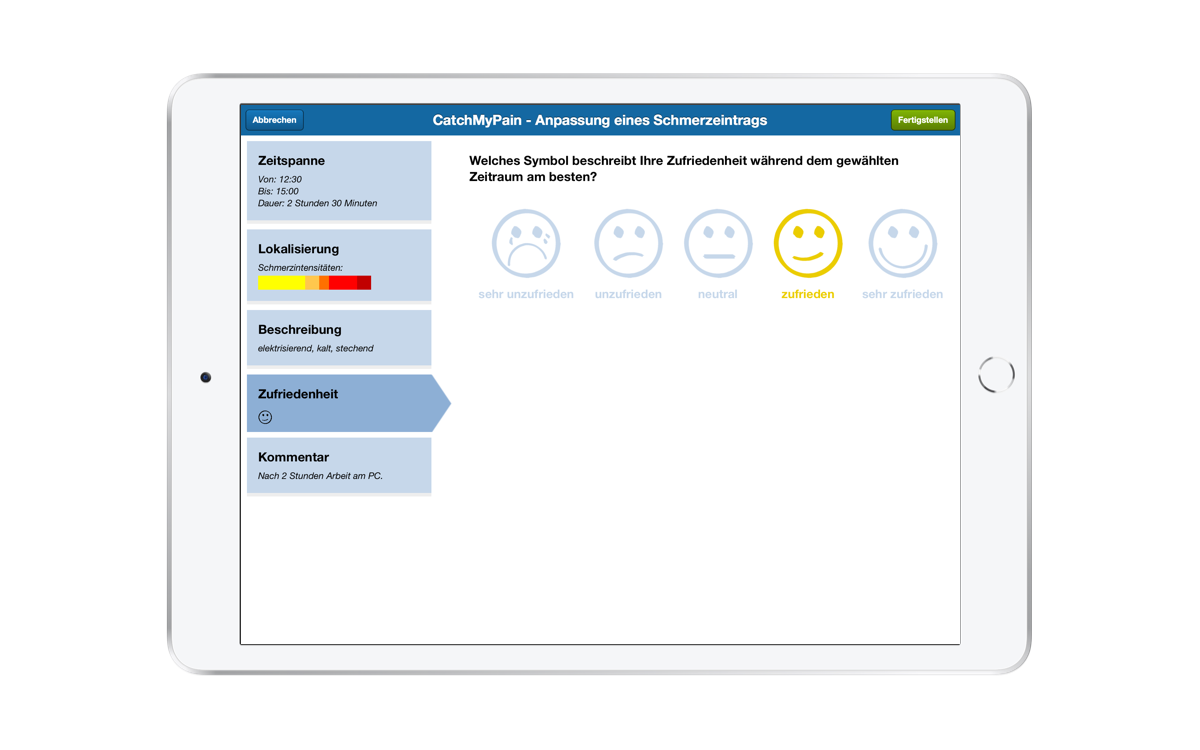 Abbrechen
CatchMyPain - Anpassung eines Schmerzeintrags
Fertigstellen
Zeitspanne
Von: 12:30
Bis: 15:00
Dauer: 2 Stunden 30 Minuten
Lokalisierung
Schmerzintensitäten:
Beschreibung
elektrisierend, kalt, stechend
Zufriedenheit
Kommentar
Nach 2 Stunden Arbeit am PC.
Welches Symbol beschreibt Ihre Zufriedenheit während dem gewählten
Zeitraum am besten?
sehr unzufrieden
unzufrieden
neutral
zufrieden
sehr zufrieden